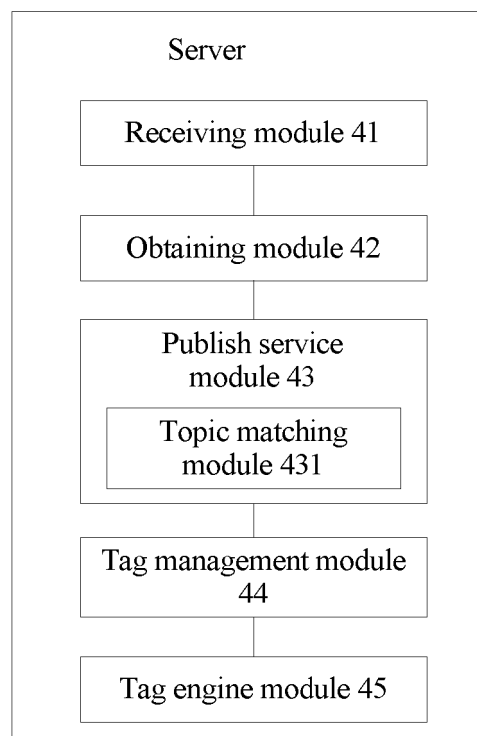 Server
Receiving module 41
Obtaining module 42
Publish service
module 43
Topic matching
module 431
Tag management module
44
Tag engine module 45